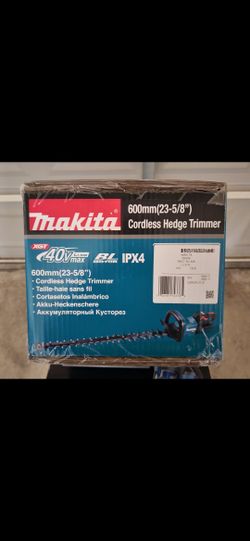 600mm(23-5/8")
Cordless Hedge Trimmer
makita
XGT
40v max
BL
IPX4
600mm(23-5/8")
· Cordless Hedge Trimmer
· Taille-haie sans fil
· Cortasetos Inalámbrico
· Akku-Heckenschere
· Аккумуляторный Кусторез